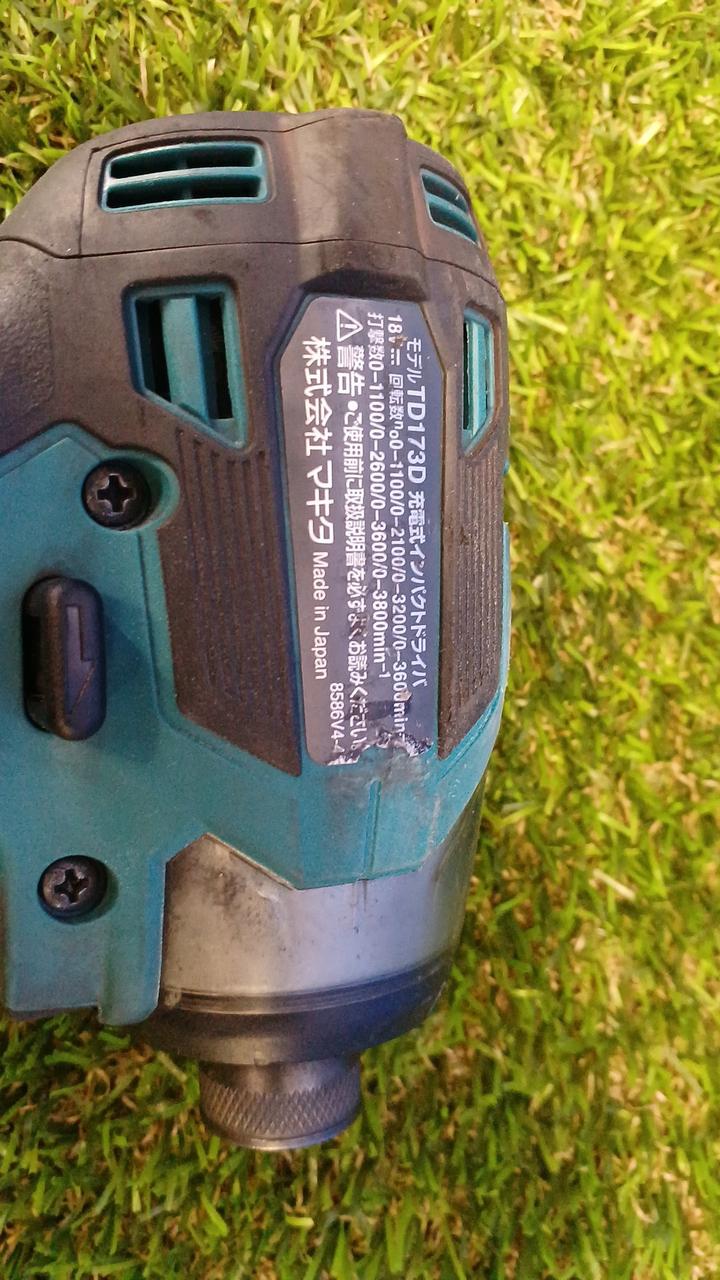 モデル TD173D 充電式インパクトドライバ
18V 回転数n₀0-1100/0-2100/0-3200/0-3600min-1
打撃数0-1100/0-2600/0-3600/0-3800min-1
警告 ●ご使用前に取扱説明書を必ずよくお読みください。
株式会社 マキタ Made in Japan
8586V4-4